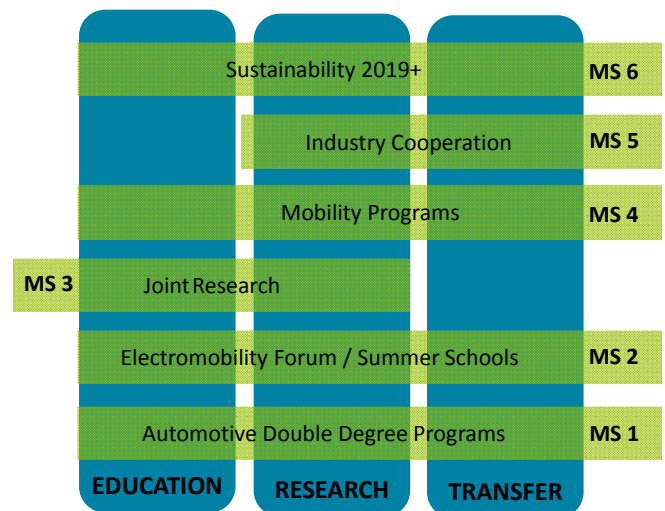 Sustainability 2019+ MS 6
Industry Cooperation MS 5
Mobility Programs MS 4
MS 3 Joint Research
Electromobility Forum / Summer Schools MS 2
Automotive Double Degree Programs MS 1
EDUCATION RESEARCH TRANSFER